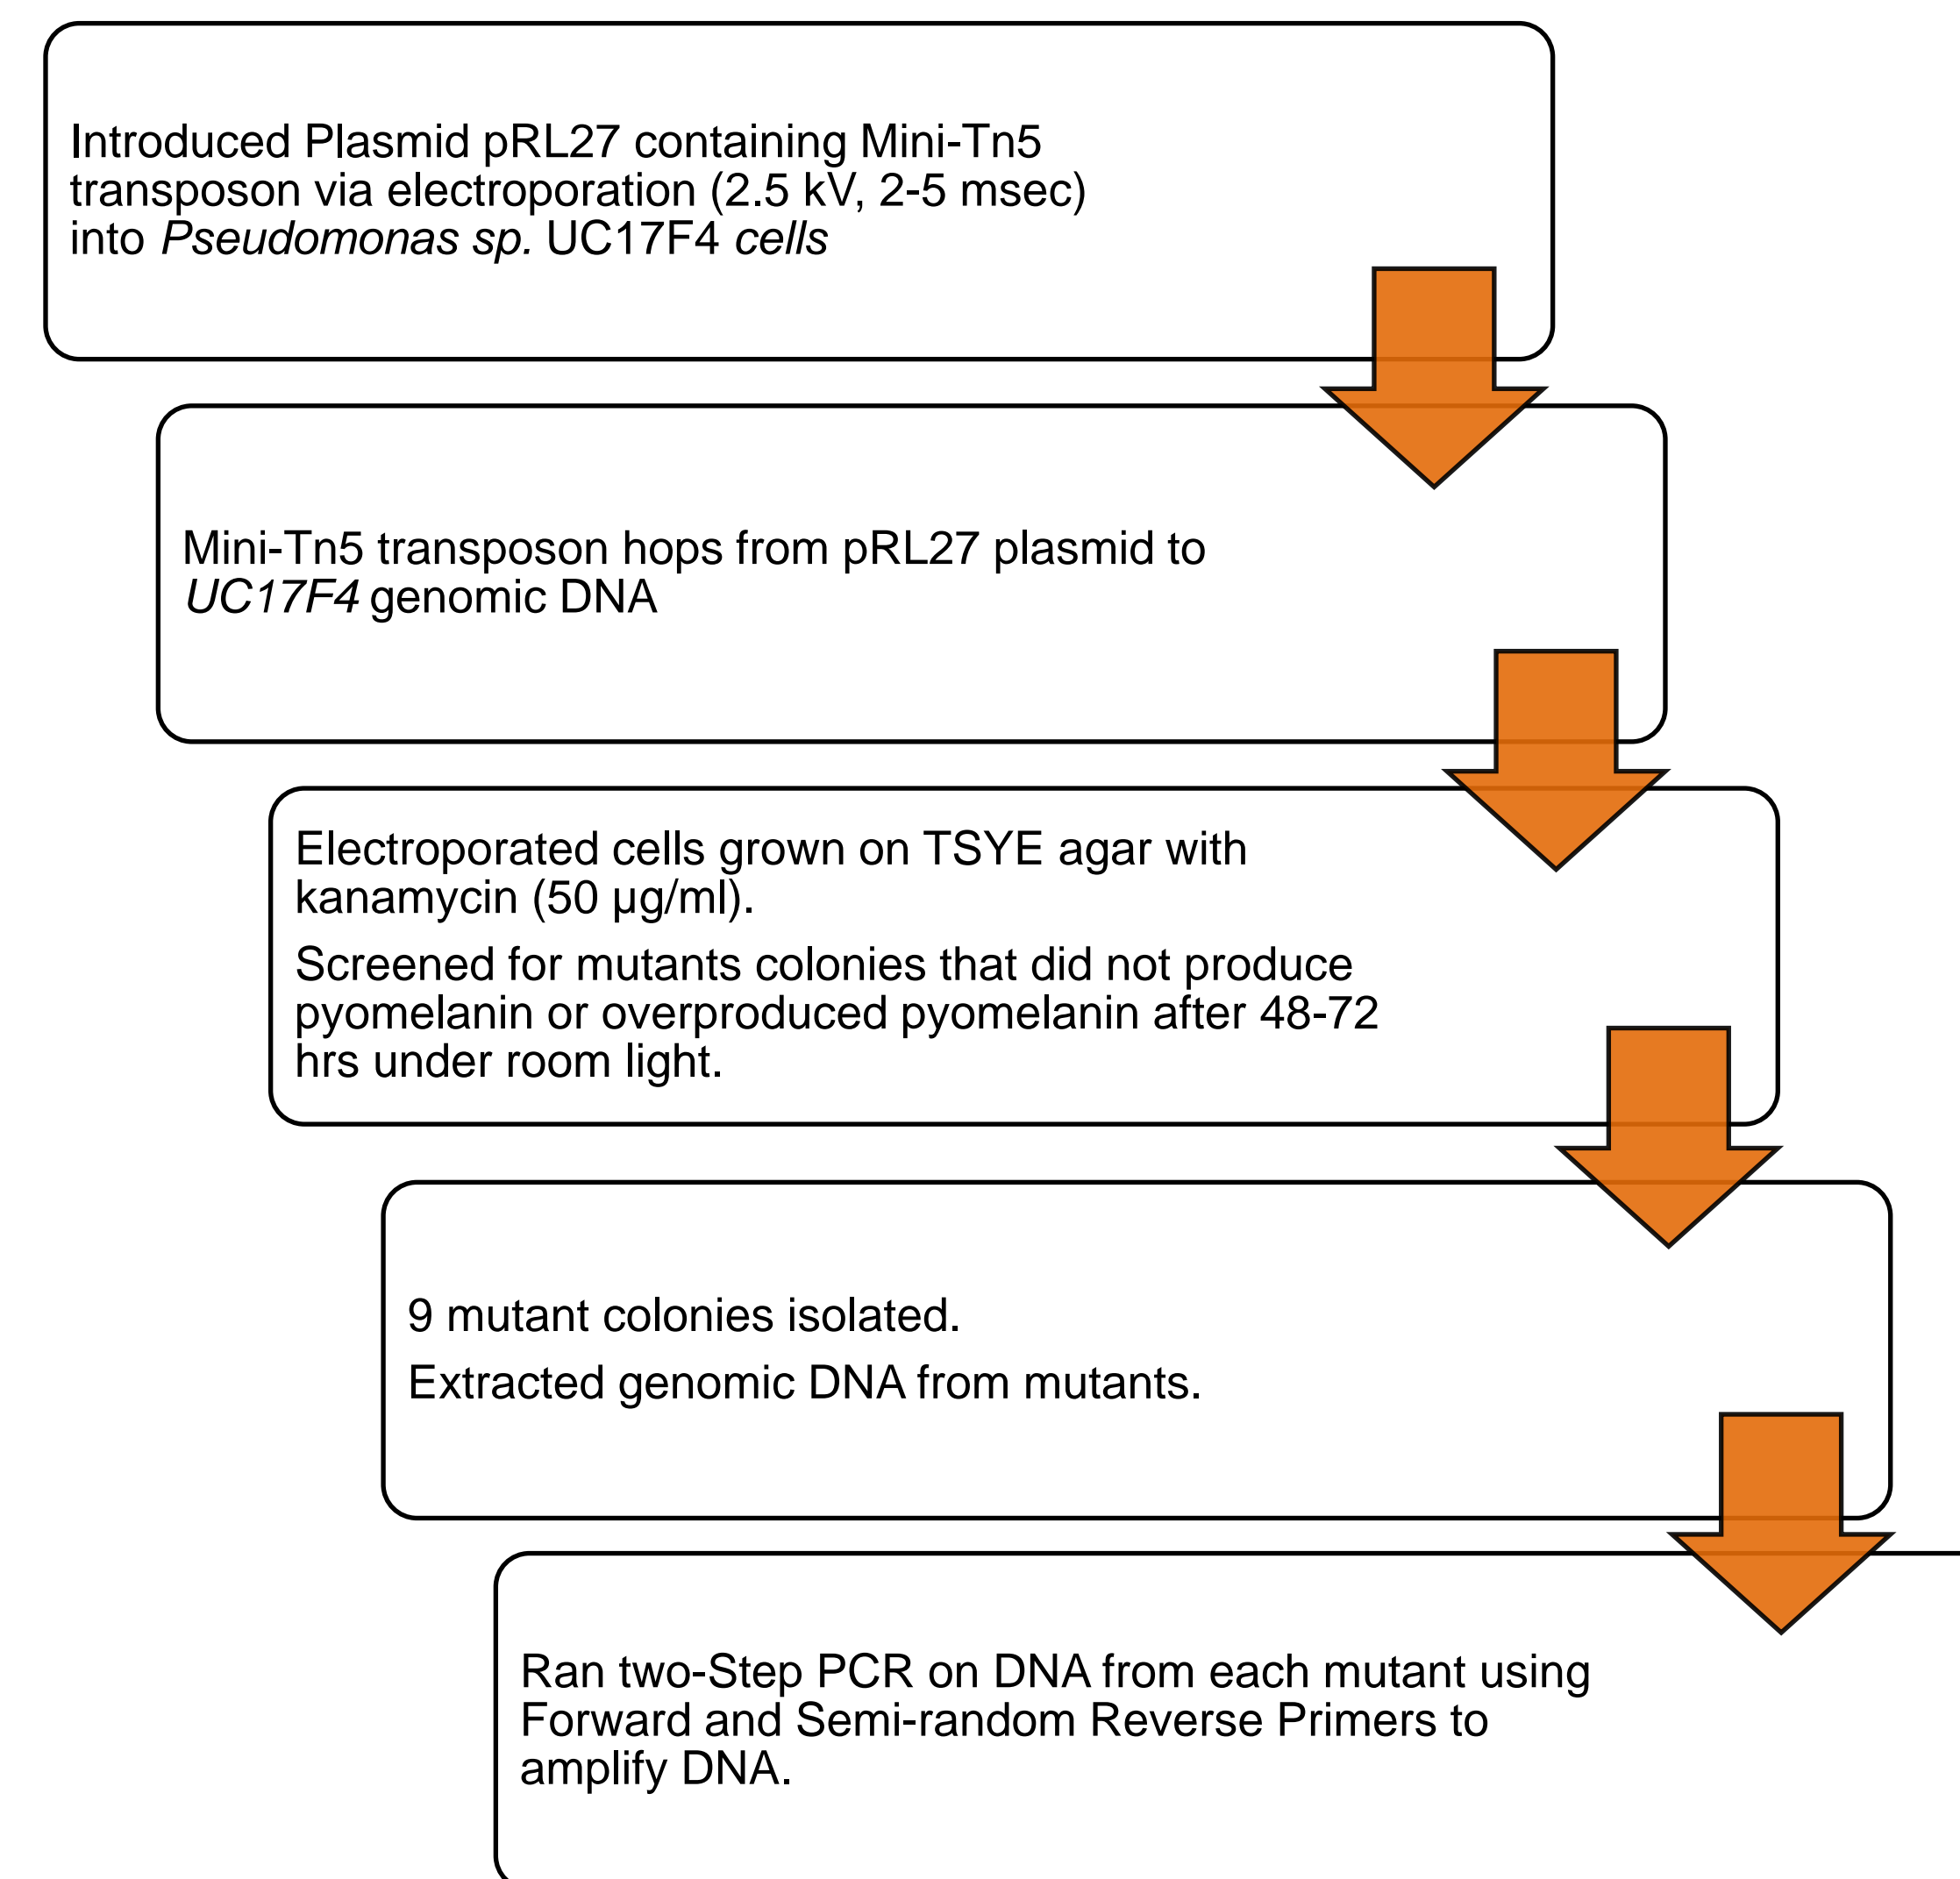 Introduced Plasmid pRL27 containing Mini-Tn5
transposon via electroporation (2.5 kV, 2-5 msec)
into Pseudomonas sp. UC17F4 cells
Mini-Tn5 transposon hops from pRL27 plasmid to
UC17F4 genomic DNA
Electroporated cells grown on TSYE agar with
kanamycin (50 µg/ml).
Screened for mutants colonies that did not produce
pyomelanin or overproduced pyomelanin after 48-72
hrs under room light.
9 mutant colonies isolated.
Extracted genomic DNA from mutants.
Ran two-Step PCR on DNA from each mutant using
Forward and Semi-random Reverse Primers to
amplify DNA.